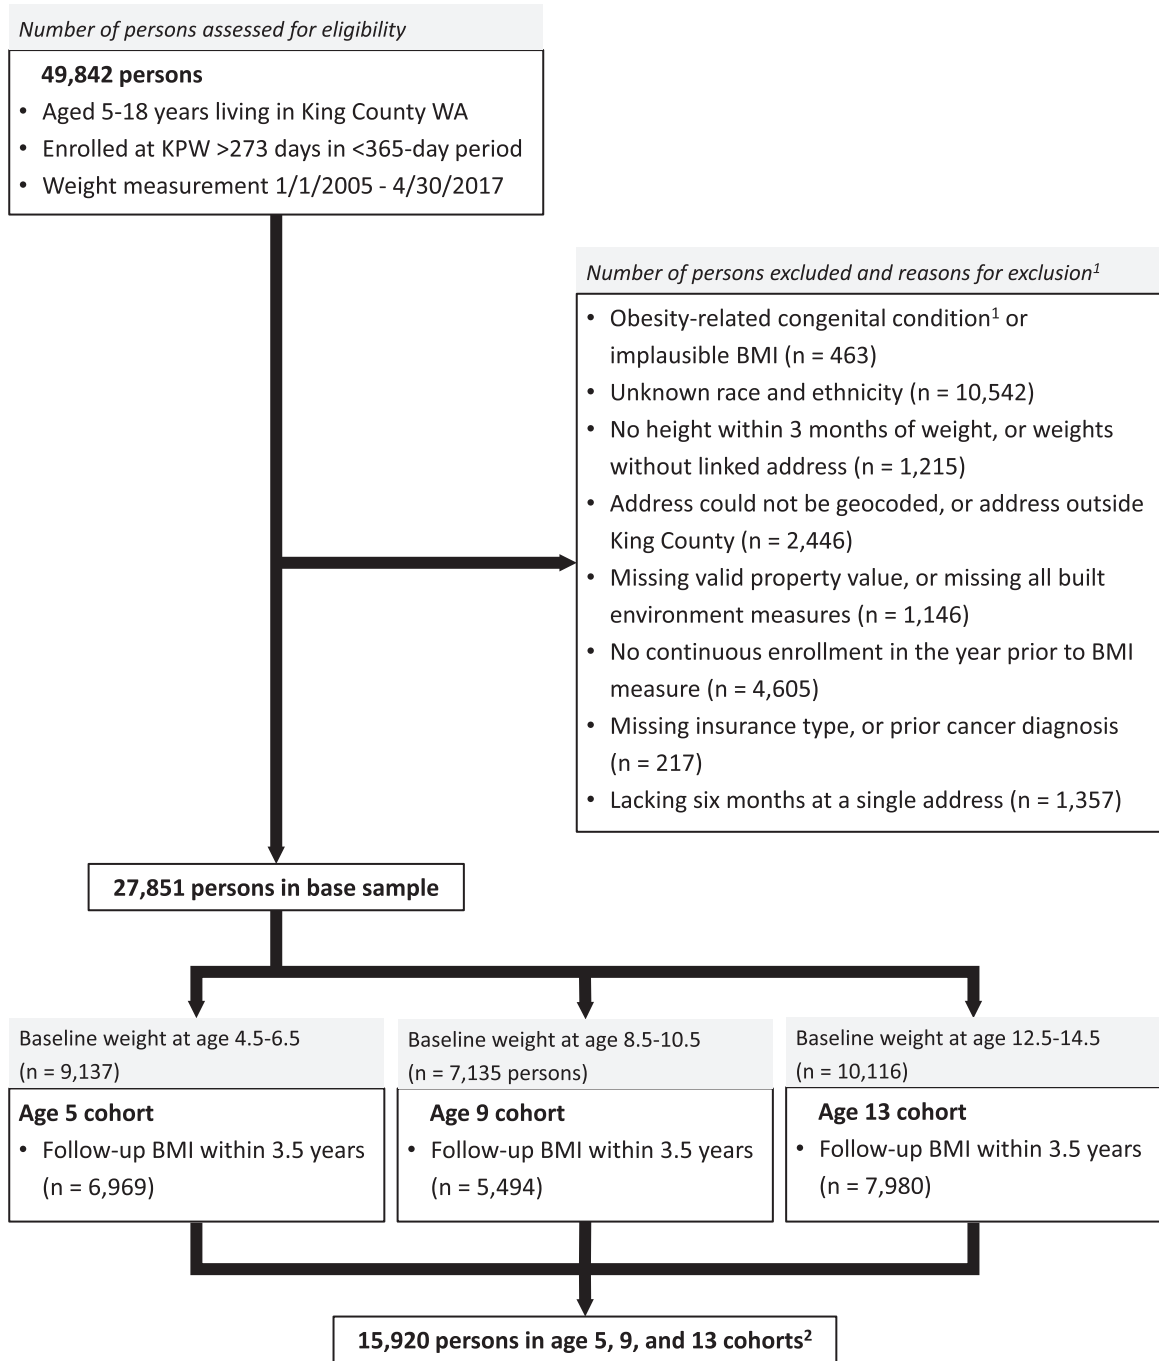 Number of persons assessed for eligibility
49,842 persons
• Aged 5-18 years living in King County WA
• Enrolled at KPW >273 days in <365-day period
• Weight measurement 1/1/2005 - 4/30/2017
Number of persons excluded and reasons for exclusion¹
• Obesity-related congenital condition¹ or
implausible BMI (n = 463)
• Unknown race and ethnicity (n = 10,542)
• No height within 3 months of weight, or weights
without linked address (n = 1,215)
• Address could not be geocoded, or address outside
King County (n = 2,446)
• Missing valid property value, or missing all built
environment measures (n = 1,146)
• No continuous enrollment in the year prior to BMI
measure (n = 4,605)
• Missing insurance type, or prior cancer diagnosis
(n = 217)
• Lacking six months at a single address (n = 1,357)
27,851 persons in base sample
Baseline weight at age 4.5-6.5
(n = 9,137)
Age 5 cohort
• Follow-up BMI within 3.5 years
(n = 6,969)
Baseline weight at age 8.5-10.5
(n = 7,135 persons)
Age 9 cohort
• Follow-up BMI within 3.5 years
(n = 5,494)
Baseline weight at age 12.5-14.5
(n = 10,116)
Age 13 cohort
• Follow-up BMI within 3.5 years
(n = 7,980)
15,920 persons in age 5, 9, and 13 cohorts²